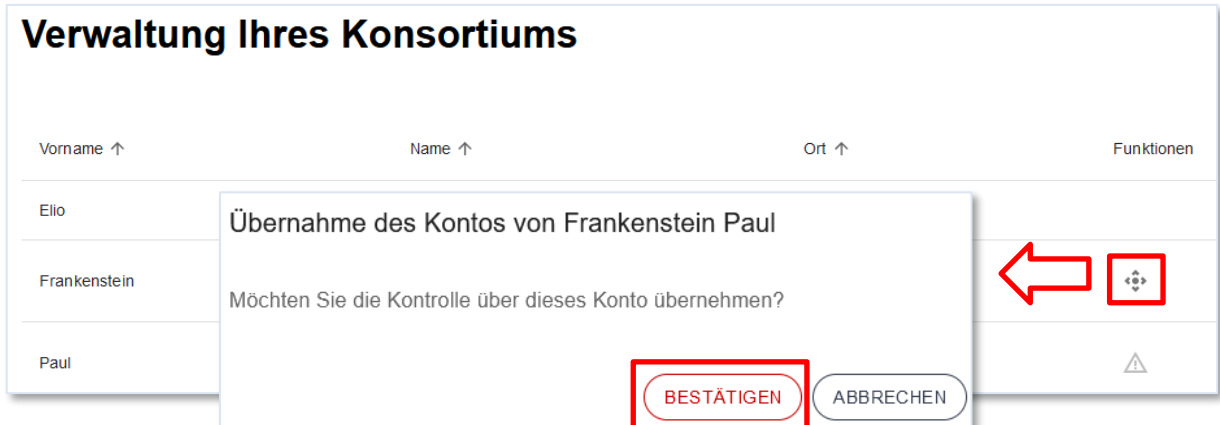 Verwaltung Ihres Konsortiums
Vorname ↑ Name ↑ Ort ↑ Funktionen
Elio
Übernahme des Kontos von Frankenstein Paul
Frankenstein
Möchten Sie die Kontrolle über dieses Konto übernehmen?
Paul
BESTÄTIGEN ABBRECHEN